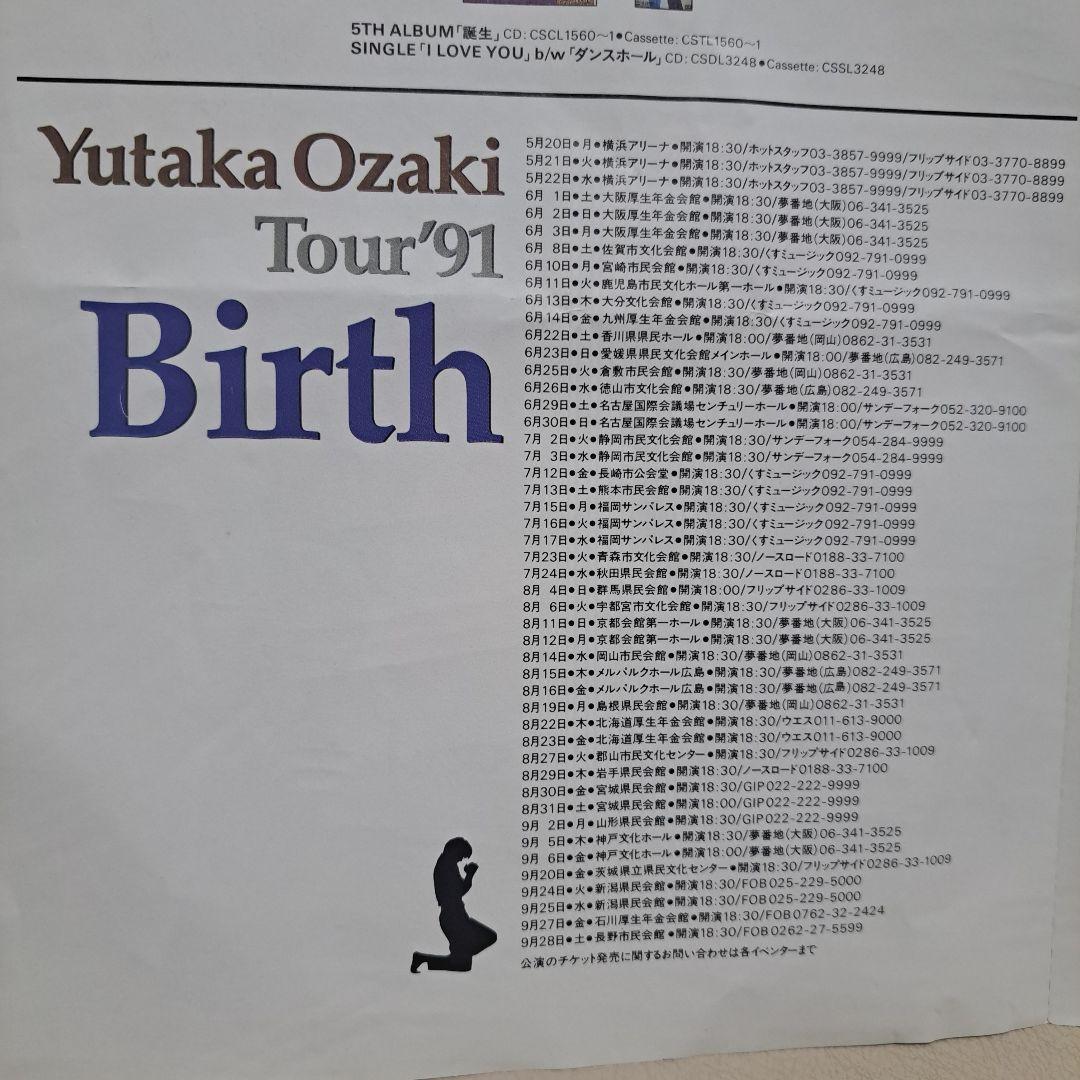 5TH ALBUM「誕生」CD: CSCL1560〜1●Cassette: CSTL1560〜1
SINGLE「I LOVE YOU」b/w「ダンスホール」CD: CSDL3248●Cassette: CSSL3248
Yutaka Ozaki
Tour'91
Birth
5月20日●月●横浜アリーナ●開演18:30/ホットスタッフ03-3857-9999/フリップサイド03-3770-8899
5月21日●火●横浜アリーナ●開演18:30/ホットスタッフ03-3857-9999/フリップサイド03-3770-8899
5月22日●水●横浜アリーナ●開演18:30/ホットスタッフ03-3857-9999/フリップサイド03-3770-8899
6月 1日●土●大阪厚生年金会館●開演18:30/夢番地(大阪)06-341-3525
6月 2日●日●大阪厚生年金会館●開演18:30/夢番地(大阪)06-341-3525
6月 3日●月●大阪厚生年金会館●開演18:30/夢番地(大阪)06-341-3525
6月 8日●土●佐賀市文化会館●開演18:30/くすミュージック092-791-0999
6月10日●月●宮崎市民会館●開演18:30/くすミュージック092-791-0999
6月11日●火●鹿児島市民文化ホール第一ホール●開演18:30/くすミュージック092-791-0999
6月13日●木●大分文化会館●開演18:30/くすミュージック092-791-0999
6月14日●金●九州厚生年金会館●開演18:30/くすミュージック092-791-0999
6月22日●土●香川県県民ホール●開演18:00/夢番地(岡山)0862-31-3531
6月23日●日●愛媛県県民文化会館メインホール●開演18:00/夢番地(広島)082-249-3571
6月25日●火●倉敷市民会館●開演18:30/夢番地(岡山)0862-31-3531
6月26日●水●徳山市文化会館●開演18:30/夢番地(広島)082-249-3571
6月29日●土●名古屋国際会議場センチュリーホール●開演18:00/サンデーフォーク052-320-9100
6月30日●日●名古屋国際会議場センチュリーホール●開演18:00/サンデーフォーク052-320-9100
7月 2日●火●静岡市民文化会館●開演18:30/サンデーフォーク054-284-9999
7月 3日●水●静岡市民文化会館●開演18:30/サンデーフォーク054-284-9999
7月12日●金●長崎市公会堂●開演18:30/くすミュージック092-791-0999
7月13日●土●熊本市民会館●開演18:30/くすミュージック092-791-0999
7月15日●月●福岡サンパレス●開演18:30/くすミュージック092-791-0999
7月16日●火●福岡サンパレス●開演18:30/くすミュージック092-791-0999
7月17日●水●福岡サンパレス●開演18:30/くすミュージック092-791-0999
7月23日●火●青森市文化会館●開演18:30/ノースロード0188-33-7100
7月24日●水●秋田県民会館●開演18:30/ノースロード0188-33-7100
8月 4日●日●群馬県民会館●開演18:00/フリップサイド0286-33-1009
8月 6日●火●宇都宮市文化会館●開演18:30/フリップサイド0286-33-1009
8月11日●日●京都会館第一ホール●開演18:30/夢番地(大阪)06-341-3525
8月12日●月●京都会館第一ホール●開演18:30/夢番地(大阪)06-341-3525
8月14日●水●岡山市民会館●開演18:30/夢番地(岡山)0862-31-3531
8月15日●木●メルパルクホール広島●開演18:30/夢番地(広島)082-249-3571
8月16日●金●メルパルクホール広島●開演18:30/夢番地(広島)082-249-3571
8月19日●月●島根県民会館●開演18:30/夢番地(岡山)0862-31-3531
8月22日●木●北海道厚生年金会館●開演18:30/ウエス011-613-9000
8月23日●金●北海道厚生年金会館●開演18:30/ウエス011-613-9000
8月27日●火●郡山市民文化センター●開演18:30/フリップサイド0286-33-1009
8月29日●木●岩手県民会館●開演18:30/ノースロード0188-33-7100
8月30日●金●宮城県民会館●開演18:30/GIP022-222-9999
8月31日●土●宮城県民会館●開演18:00/GIP022-222-9999
9月 2日●月●山形県民会館●開演18:30/GIP022-222-9999
9月 5日●木●神戸文化ホール●開演18:30/夢番地(大阪)06-341-3525
9月 6日●金●神戸文化ホール●開演18:00/夢番地(大阪)06-341-3525
9月20日●金●茨城県立県民文化センター●開演18:30/フリップサイド0286-33-1009
9月24日●火●新潟県民会館●開演18:30/FOB025-229-5000
9月25日●水●新潟県民会館●開演18:30/FOB025-229-5000
9月27日●金●石川厚生年金会館●開演18:30/FOB0762-32-2424
9月28日●土●長野市民会館●開演18:30/FOB0262-27-5599
公演のチケット発売に関するお問い合わせは各イベンターまで